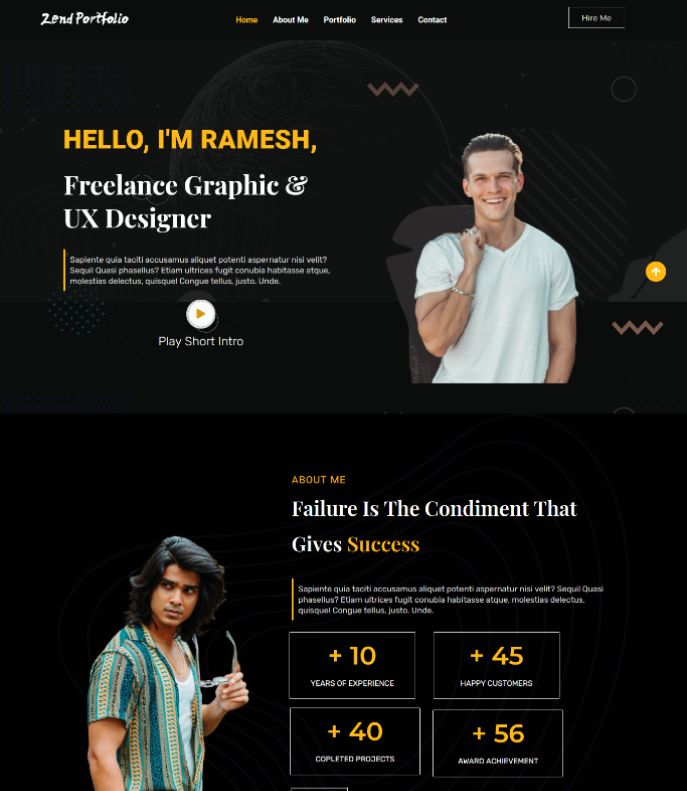 Zend Portfolio
Home About Me Portfolio Services Contact
Hire Me
HELLO, I'M RAMESH,
Freelance Graphic &
UX Designer
Sapiente quia taciti accusamus aliquet potenti aspernatur nisi velit?
Sequil Quasi phasellus? Etiam ultrices fugit conubia habitasse atque,
molestias delectus, quisquel Congue tellus, justo. Unde.
Play Short Intro
ABOUT ME
Failure Is The Condiment That
Gives Success
Sapiente quia taciti accusamus aliquet potenti aspernatur nisi velit? Sequil Quasi
phasellus? Etiam ultrices fugit conubia habitasse atque, molestias delectus,
quisquel Congue tellus, justo. Unde.
+ 10
YEARS OF EXPERIENCE
+ 45
HAPPY CUSTOMERS
+ 40
COPLETED PROJECTS
+ 56
AWARD ACHIEVEMENT